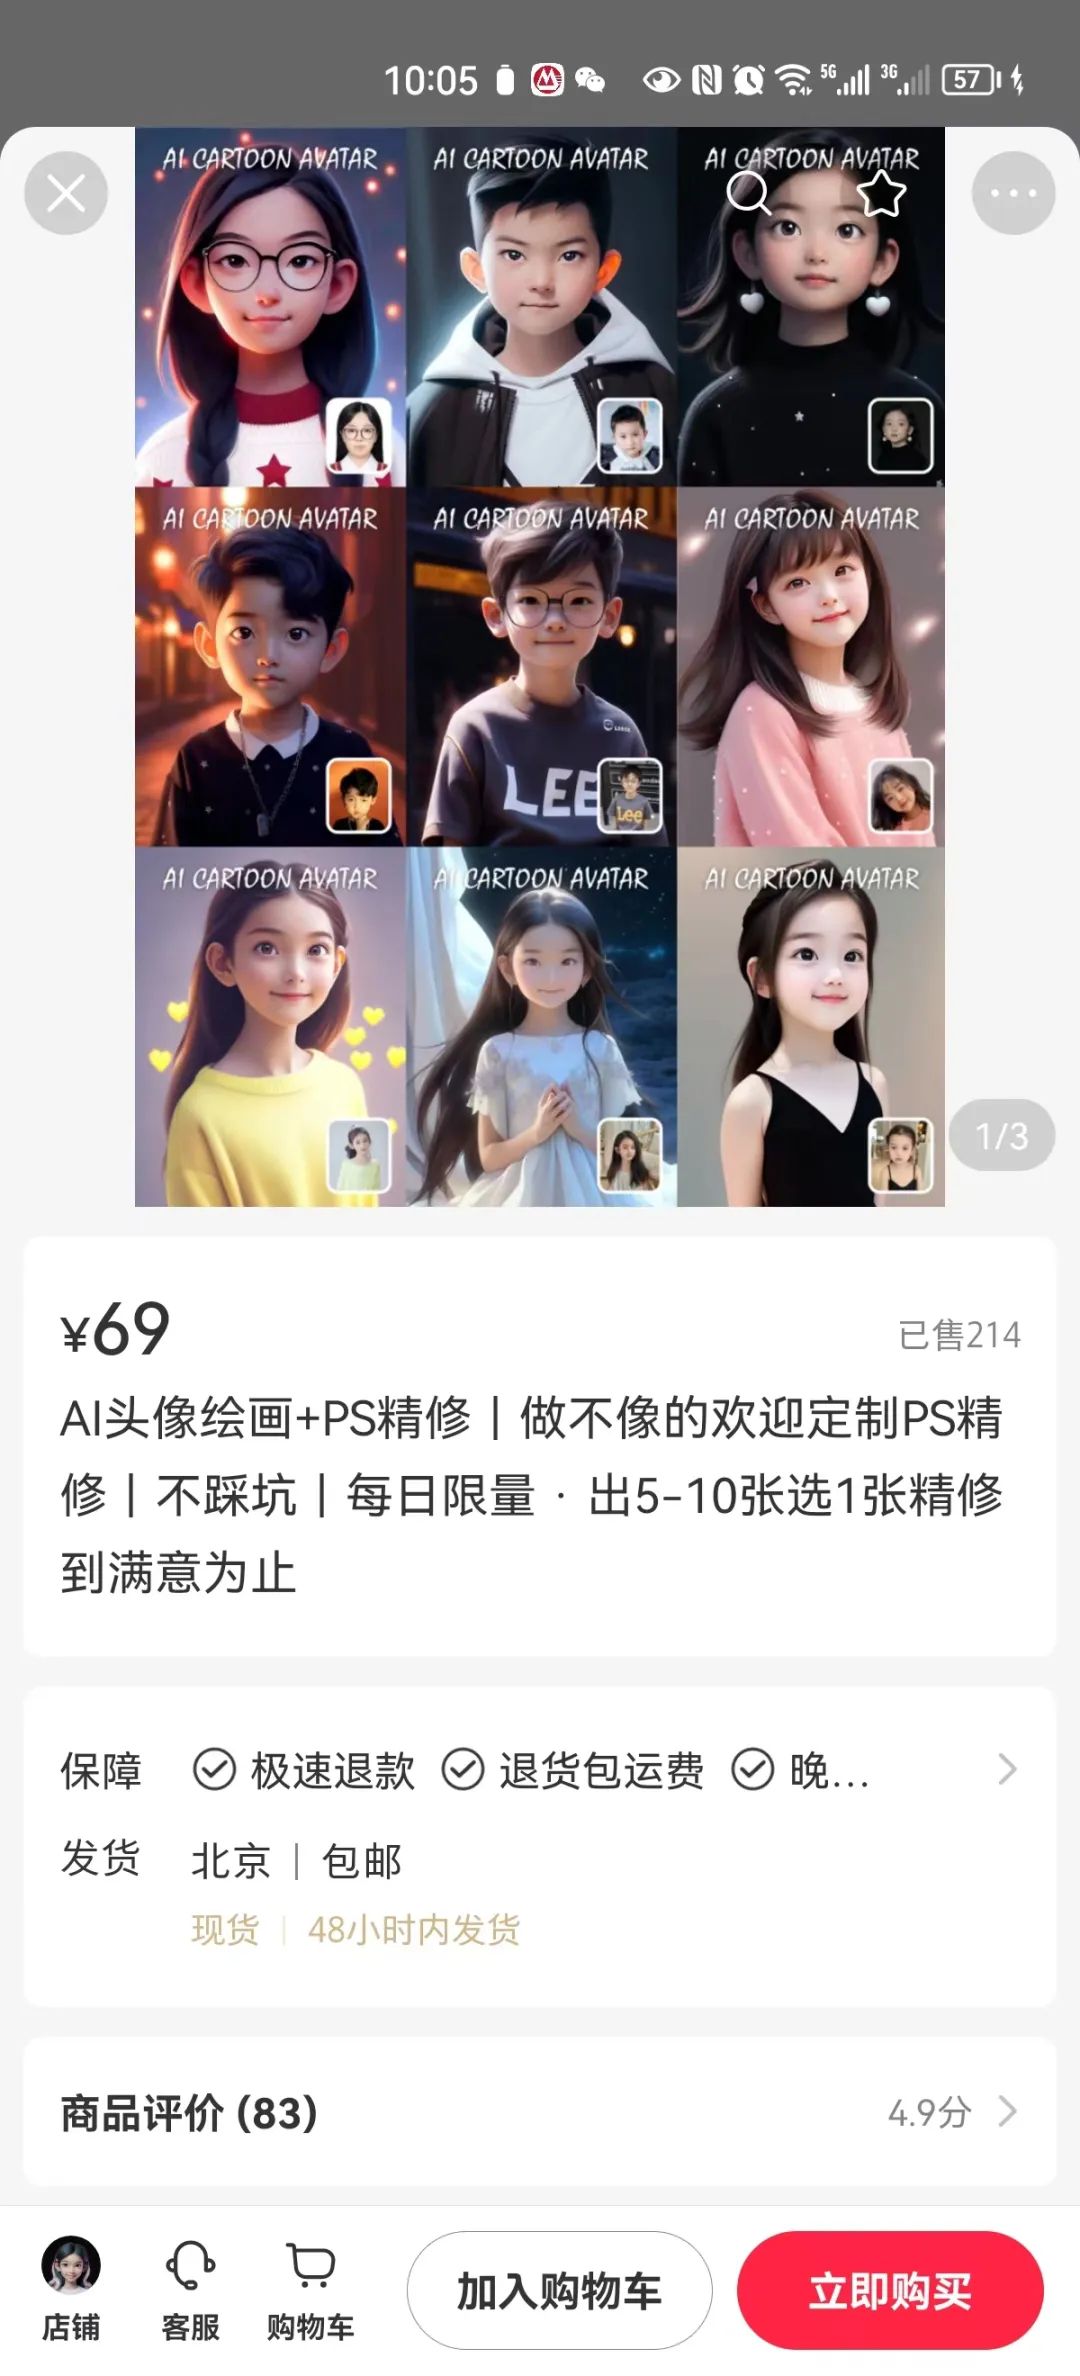 10:05 5G 3G 57
AI CARTOON AVATAR AI CARTOON AVATAR AI CARTOON AVATAR
AI CARTOON AVATAR AI CARTOON AVATAR AI CARTOON AVATAR
LEE
Lee
AI CARTOON AVATAR AI CARTOON AVATAR AI CARTOON AVATAR
1/3
¥69
已售214
AI头像绘画+PS精修丨做不像的欢迎定制PS精
修丨不踩坑丨每日限量·出5-10张选1张精修
到满意为止
保障 极速退款 退货包运费 晚...
发货 北京 | 包邮
现货 | 48小时内发货
商品评价 (83) 4.9分
店铺 客服 购物车 加入购物车 立即购买